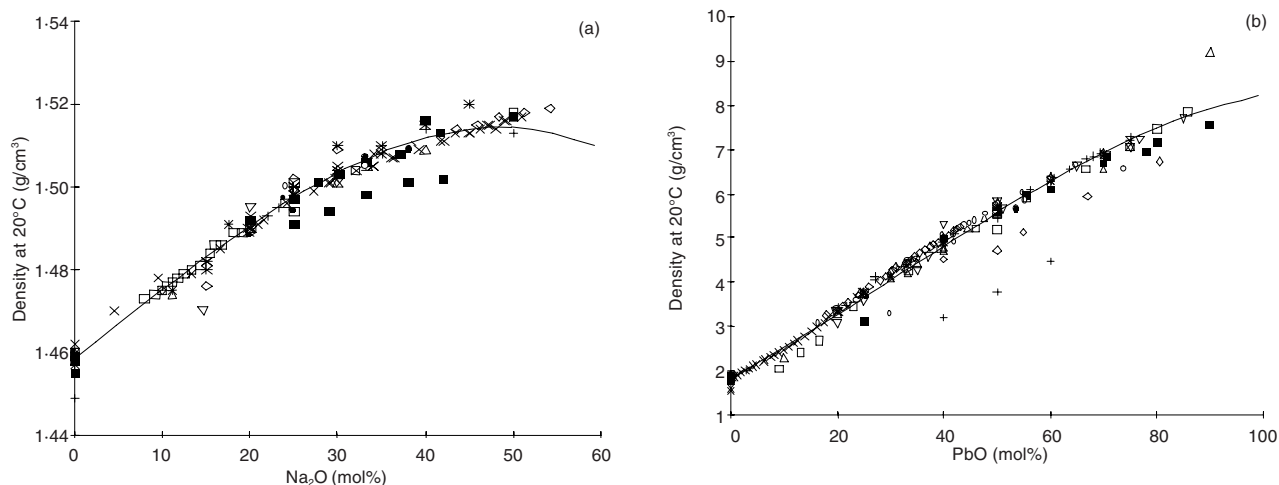 1·54
1·52
1·50
1·48
1·46
1·44
Density at 20°C (g/cm³)
0 10 20 30 40 50 60
Na₂O (mol%)
(a)
10
9
8
7
6
5
4
3
2
1
Density at 20°C (g/cm³)
0 20 40 60 80 100
PbO (mol%)
(b)